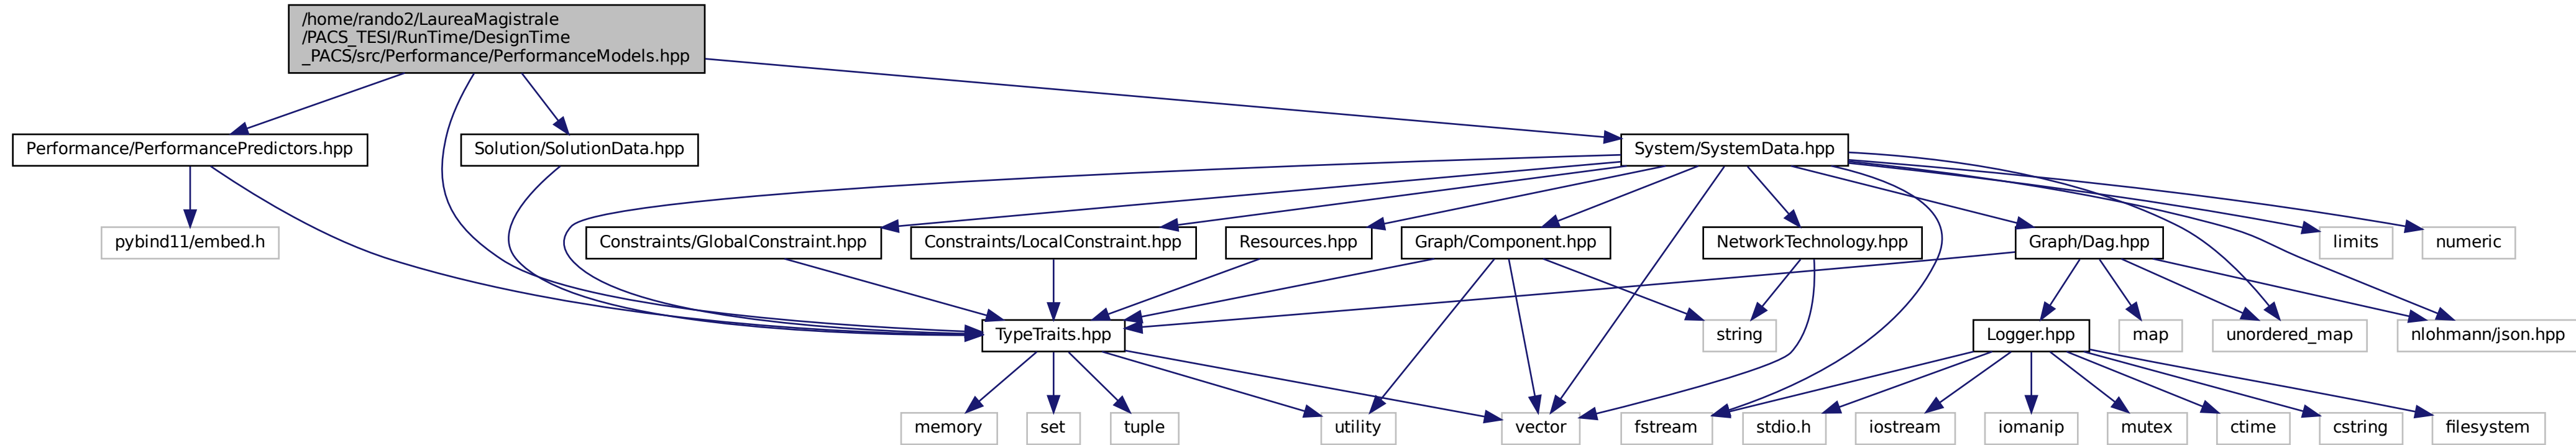 /home/rando2/LaureaMagistrale
/PACS_TESI/RunTime/DesignTime
_PACS/src/Performance/PerformanceModels.hpp
Performance/PerformancePredictors.hpp
Solution/SolutionData.hpp
System/SystemData.hpp
pybind11/embed.h
Constraints/GlobalConstraint.hpp
Constraints/LocalConstraint.hpp
Resources.hpp
Graph/Component.hpp
NetworkTechnology.hpp
Graph/Dag.hpp
limits
numeric
TypeTraits.hpp
string
Logger.hpp
map
unordered_map
nlohmann/json.hpp
memory
set
tuple
utility
vector
fstream
stdio.h
iostream
iomanip
mutex
ctime
cstring
filesystem